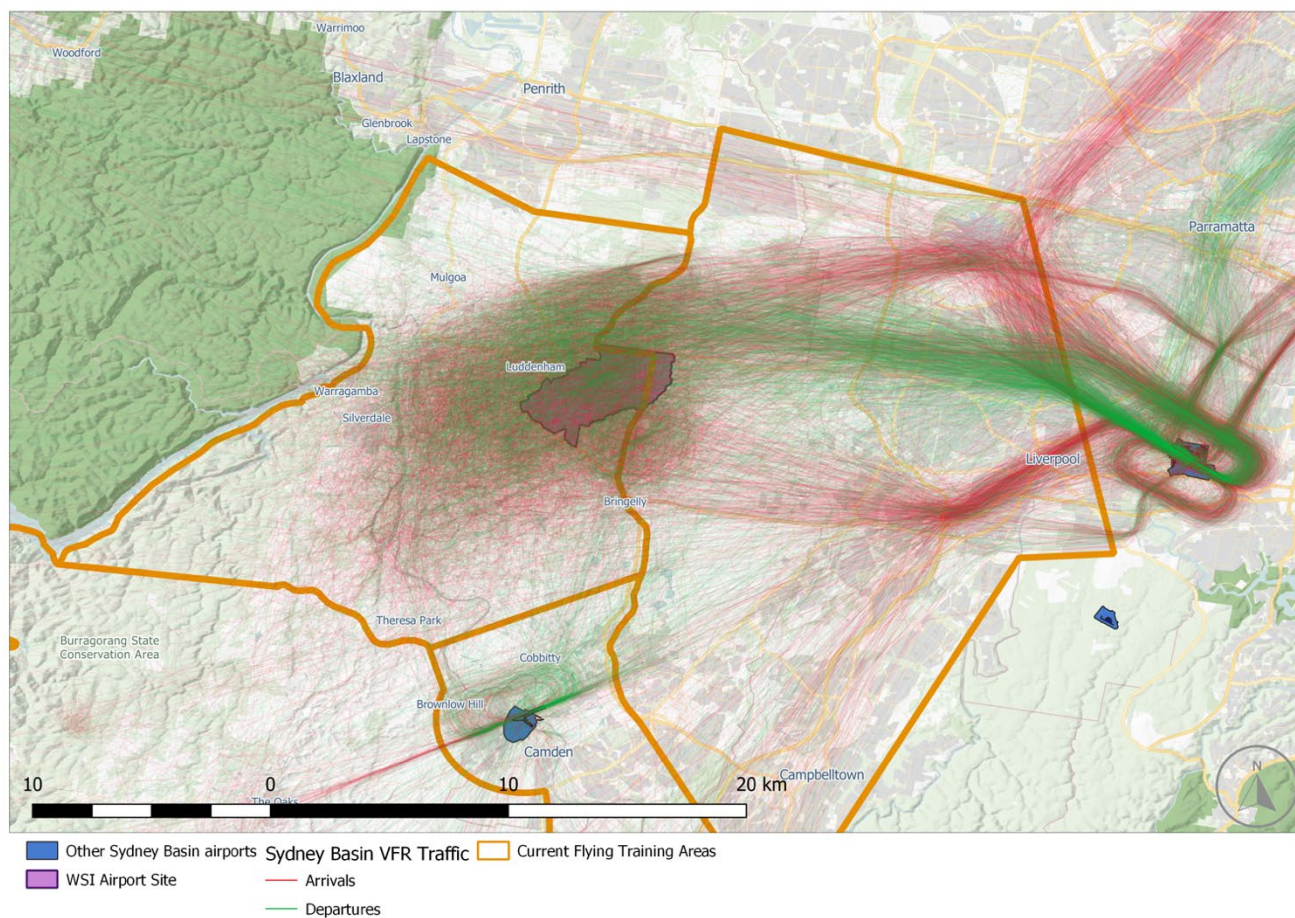 Warrimoo
Woodford
Blaxland
Penrith
Glenbrook
Lapstone
Parramatta
Mulgoa
Luddenham
Warragamba
Silverdale
Liverpool
Bringelly
Theresa Park
Burragorang State
Conservation Area
Cobbitty
Brownlow Hill
Camden
Campbelltown
N
10 0 10 20 km
The Oaks
Other Sydney Basin airports
WSI Airport Site
Sydney Basin VFR Traffic
Arrivals
Departures
Current Flying Training Areas